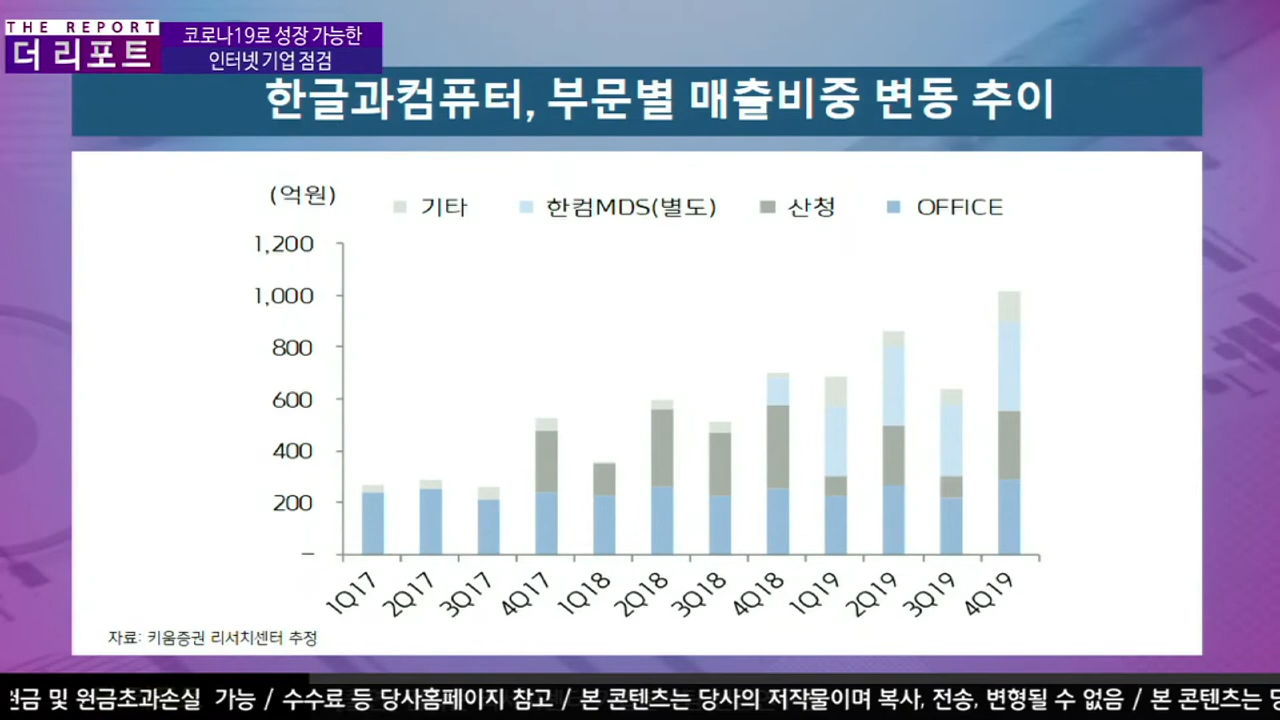 THE REPORT
더 리포트
코로나19로 성장 가능한
인터넷 기업 점검
한글과컴퓨터, 부문별 매출비중 변동 추이
(억원)
기타 한컴MDS(별도) 산청 OFFICE
1,200
1,000
800
600
400
200
–
1Q17 2Q17 3Q17 4Q17 1Q18 2Q18 3Q18 4Q18 1Q19 2Q19 3Q19 4Q19
자료: 키움증권 리서치센터 추정
및 원금초과손실 가능 / 수수료 등 당사홈페이지 참고 / 본 콘텐츠는 당사의 저작물이며 복사, 전송, 변형될 수 없음 / 본 콘텐츠는